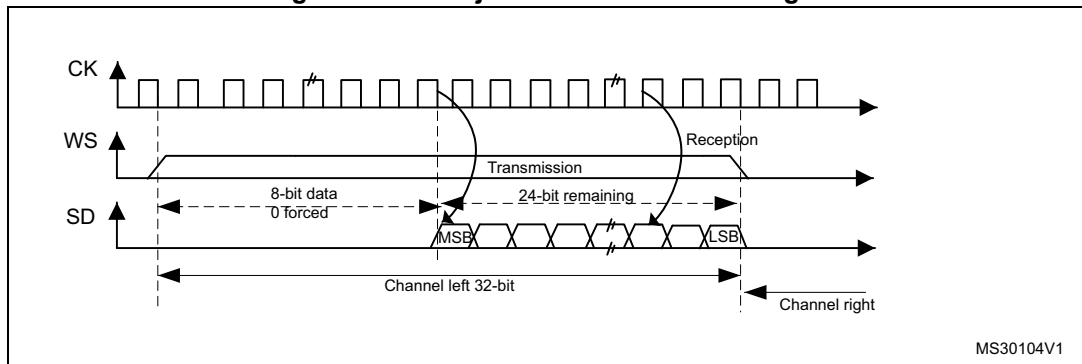 CK
WS
Reception
Transmission
8-bit data
24-bit remaining
0 forced
SD
MSB
LSB
Channel left 32-bit
Channel right
MS30104V1